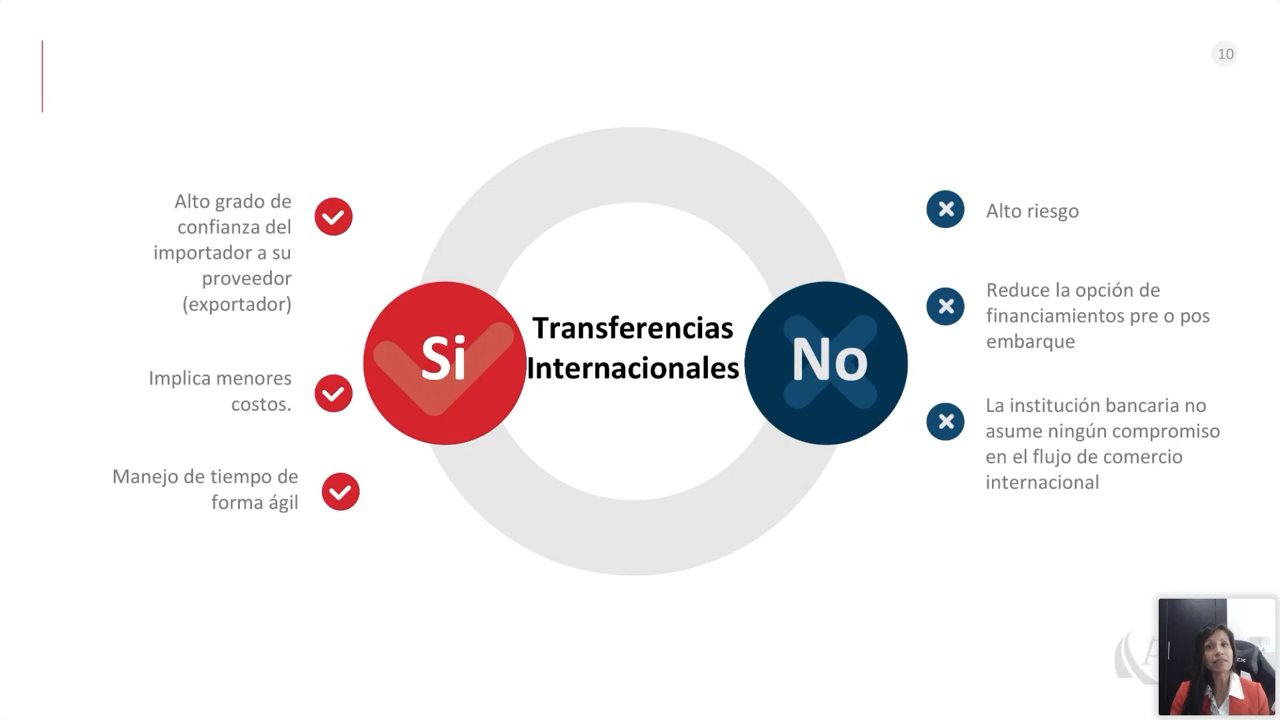 10
Alto grado de
confianza del
importador a su
proveedor
(exportador)
Implica menores
costos.
Manejo de tiempo de
forma ágil
Si
Transferencias
Internacionales
No
Alto riesgo
Reduce la opción de
financiamientos pre o pos
embarque
La institución bancaria no
asume ningún compromiso
en el flujo de comercio
internacional